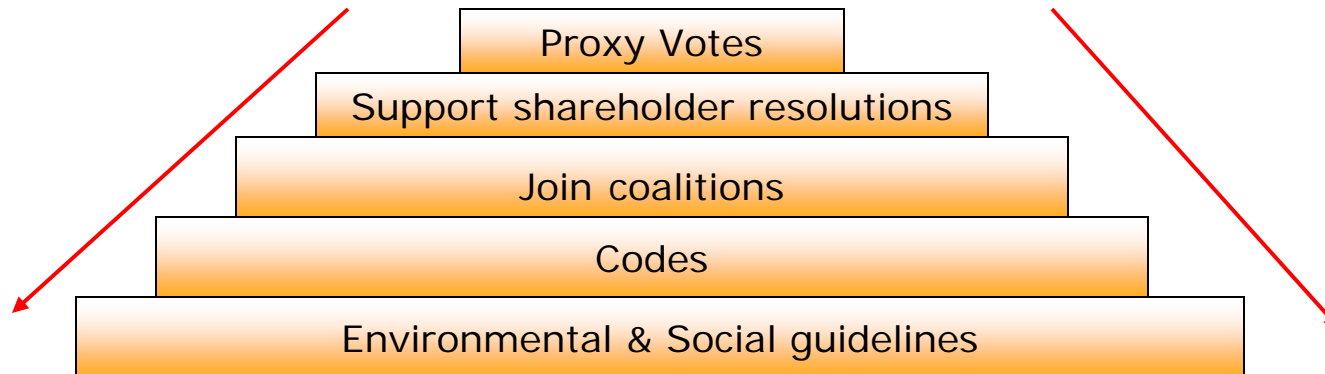 Proxy Votes
Support shareholder resolutions
Join coalitions
Codes
Environmental & Social guidelines